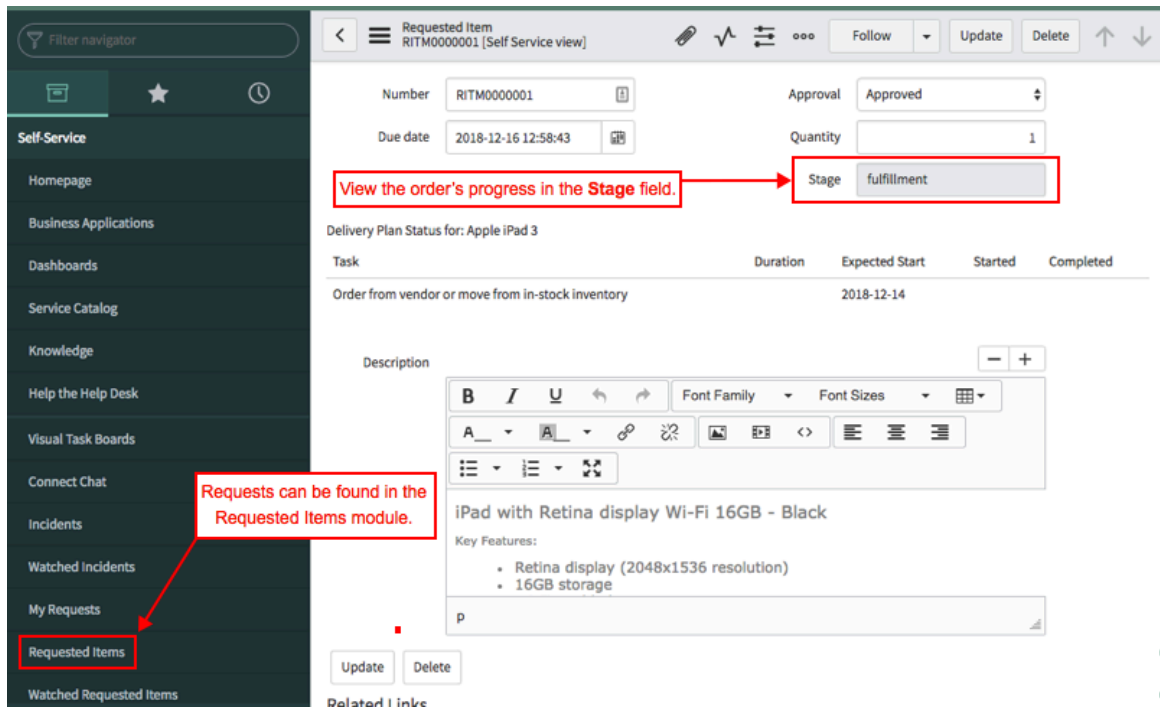 Filter navigator
Self-Service
Homepage
Business Applications
Dashboards
Service Catalog
Knowledge
Help the Help Desk
Visual Task Boards
Connect Chat
Incidents
Watched Incidents
My Requests
Requested Items
Watched Requested Items
Requested Item
RITM0000001 [Self Service view]
Follow
Update
Delete
Number
RITM0000001
Approval
Approved
Due date
2018-12-16 12:58:43
Quantity
1
View the order's progress in the Stage field.
Stage
fulfillment
Delivery Plan Status for: Apple iPad 3
Task Duration Expected Start Started Completed
Order from vendor or move from in-stock inventory 2018-12-14
Description
B I U Font Family Font Sizes
A A
Requests can be found in the
Requested Items module.
iPad with Retina display Wi-Fi 16GB - Black
Key Features:
• Retina display (2048x1536 resolution)
• 16GB storage
p
Update
Delete
Related Links